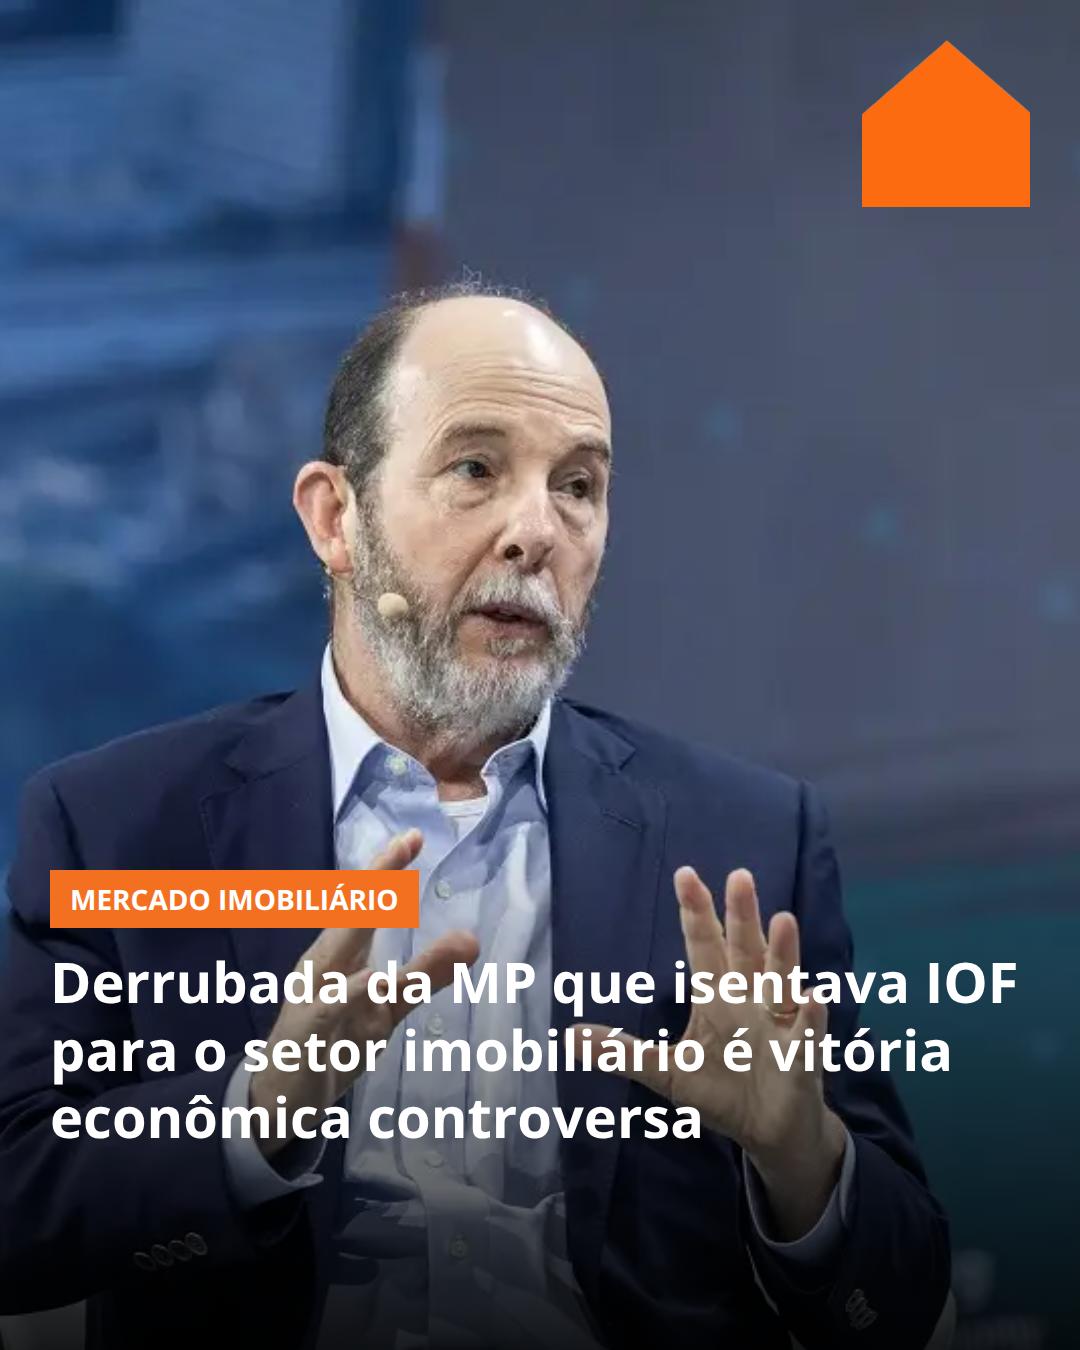 MERCADO IMOBILIÁRIO
Derrubada da MP que isentava IOF
para o setor imobiliário é vitória
econômica controversa